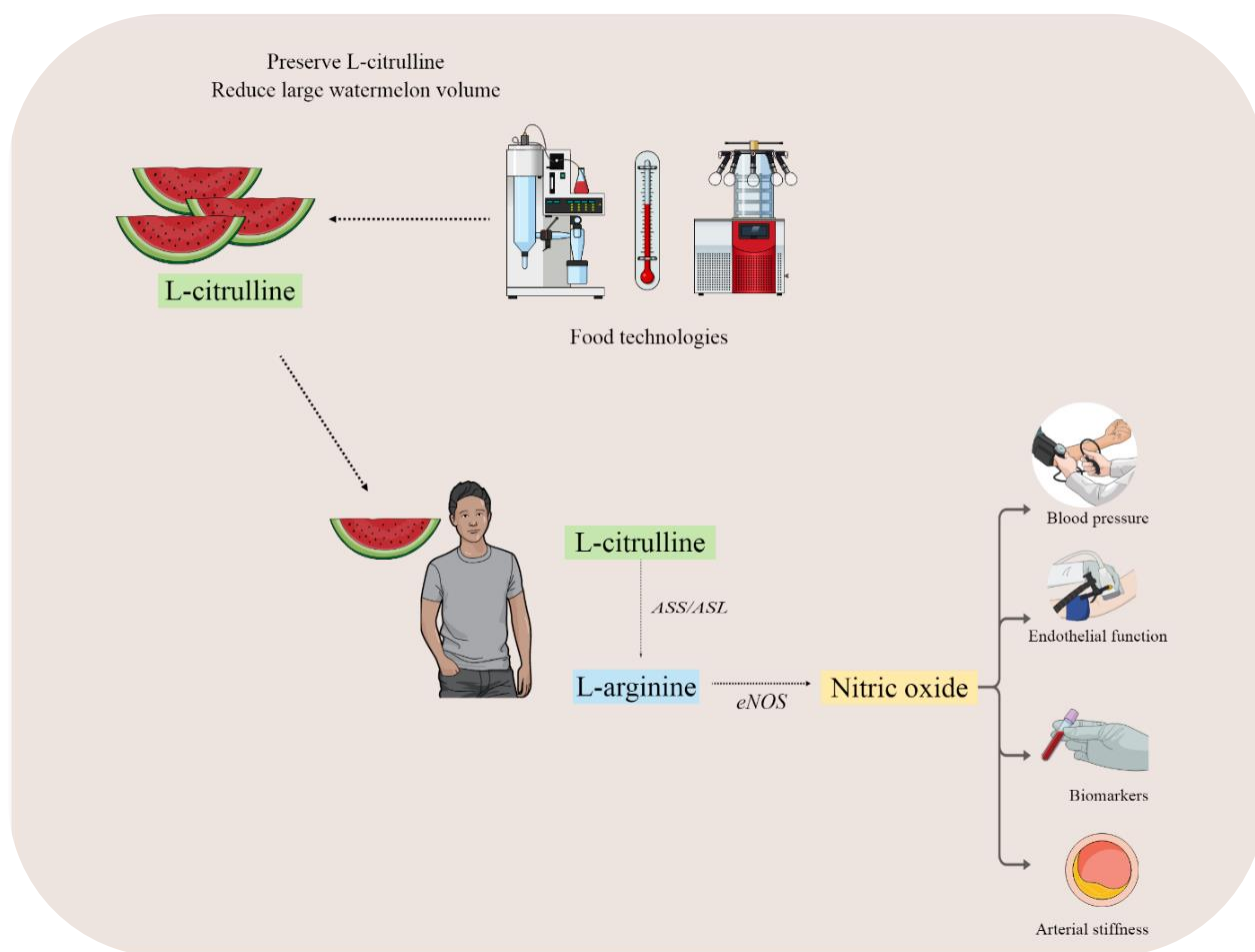 Preserve L-citrulline
Reduce large watermelon volume
L-citrulline
Food technologies
Blood pressure
L-citrulline
ASS/ASL
Endothelial function
L-arginine
eNOS
Nitric oxide
Biomarkers
Arterial stiffness